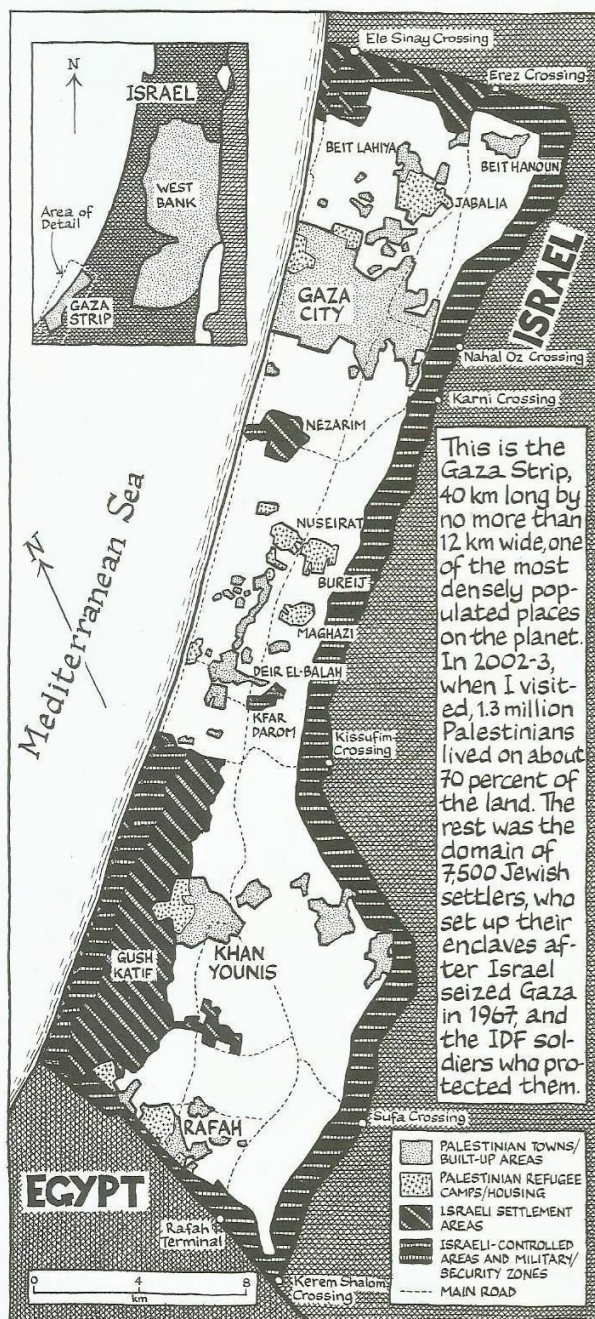 N
ISRAEL
WEST
BANK
Area of
Detail
GAZA
STRIP
Ele Sinay Crossing
Erez Crossing
BEIT LAHIYA
BEIT HANOUN
JABALIA
GAZA
CITY
ISRAEL
Nahal Oz Crossing
Karni Crossing
NEZARIM
Mediterranean Sea
N
NUSEIRAT
BUREIJ
MAGHAZI
DEIR EL-BALAH
KFAR
DAROM
Kissufim
Crossing
This is the
Gaza Strip,
40 km long by
no more than
12 km wide, one
of the most
densely pop-
ulated places
on the planet.
In 2002-3,
when I visit-
ed, 1.3 million
Palestinians
lived on about
70 percent of
the land. The
rest was the
domain of
7,500 Jewish
settlers, who
set up their
enclaves af-
ter Israel
seized Gaza
in 1967, and
the IDF sol-
diers who pro-
tected them.
GUSH
KATIF
KHAN
YOUNIS
RAFAH
Sufa Crossing
EGYPT
Rafah
Terminal
Kerem Shalom
Crossing
0 4 8
km
PALESTINIAN TOWNS/
BUILT-UP AREAS
PALESTINIAN REFUGEE
CAMPS/HOUSING
ISRAELI SETTLEMENT
AREAS
ISRAELI-CONTROLLED
AREAS AND MILITARY/
SECURITY ZONES
MAIN ROAD